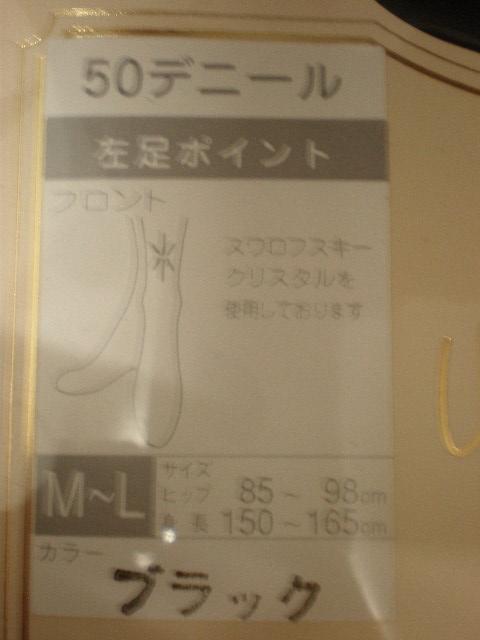 50デニール
左足ポイント
フロント
スワロフスキー
クリスタルを
使用しております
M～L
サイズ
ヒップ 85～ 98cm
身長 150～165cm
カラー
ブラック